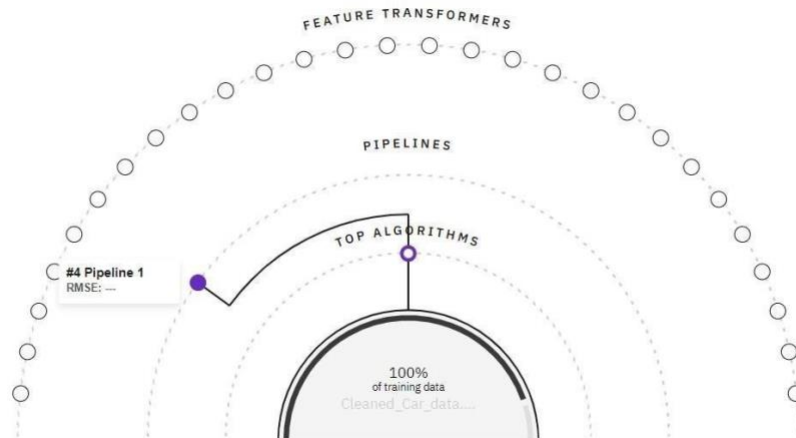 FEATURE TRANSFORMERS
PIPELINES
TOP ALGORITHMS
#4 Pipeline 1
RMSE: —
100%
of training data
Cleaned_Car_data....